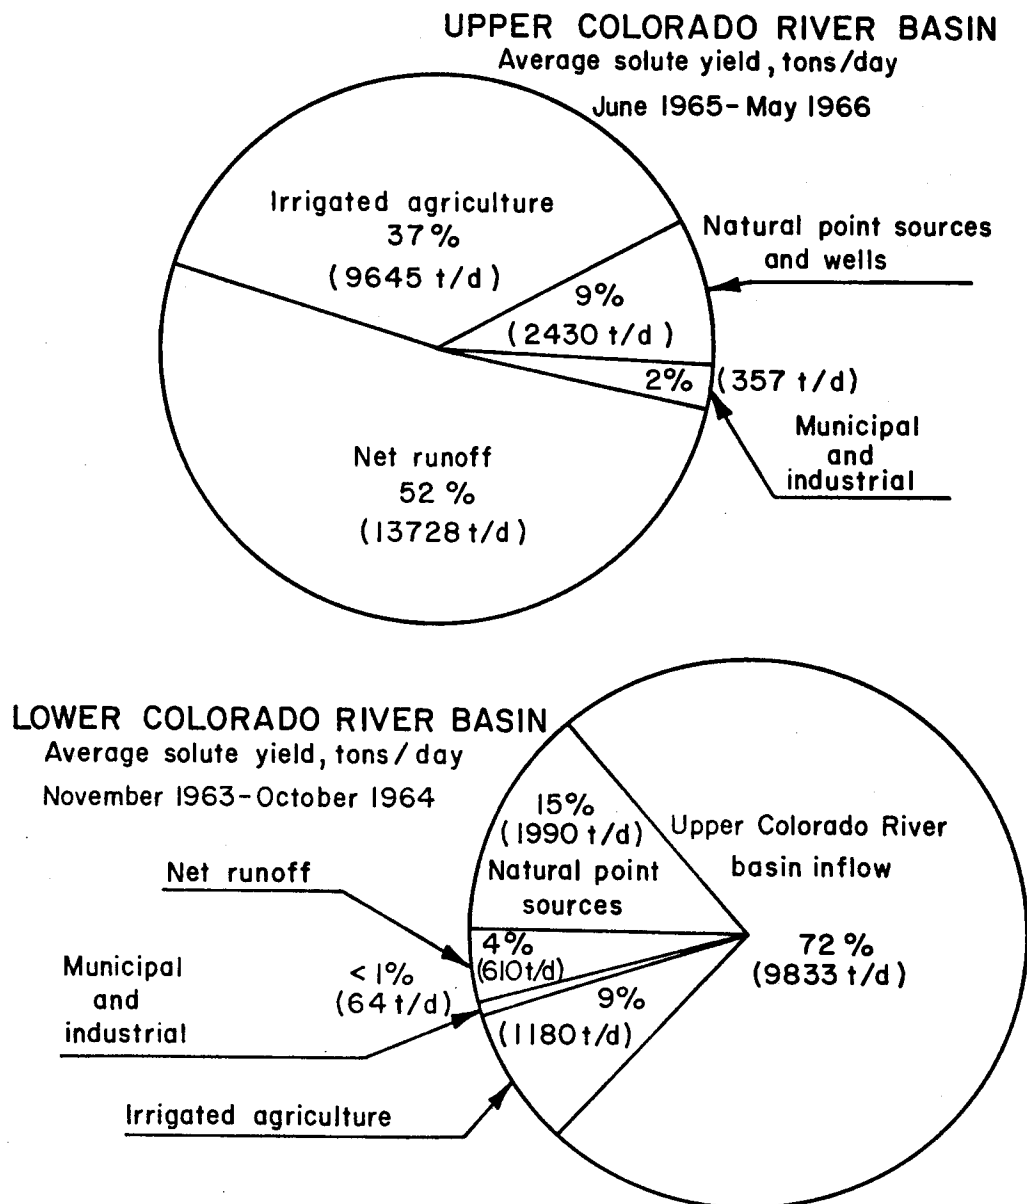 UPPER COLORADO RIVER BASIN
Average solute yield, tons/day
June 1965-May 1966
Irrigated agriculture
37%
(9645 t/d)
Natural point sources
and wells
9%
(2430 t/d)
2% (357 t/d)
Municipal
and
industrial
Net runoff
52%
(13728 t/d)
LOWER COLORADO RIVER BASIN
Average solute yield, tons/day
November 1963-October 1964
15%
(1990 t/d)
Natural point
sources
Upper Colorado River
basin inflow
72%
(9833 t/d)
Net runoff
4%
(610 t/d)
Municipal
and
industrial
<1%
(64 t/d)
9%
(1180 t/d)
Irrigated agriculture